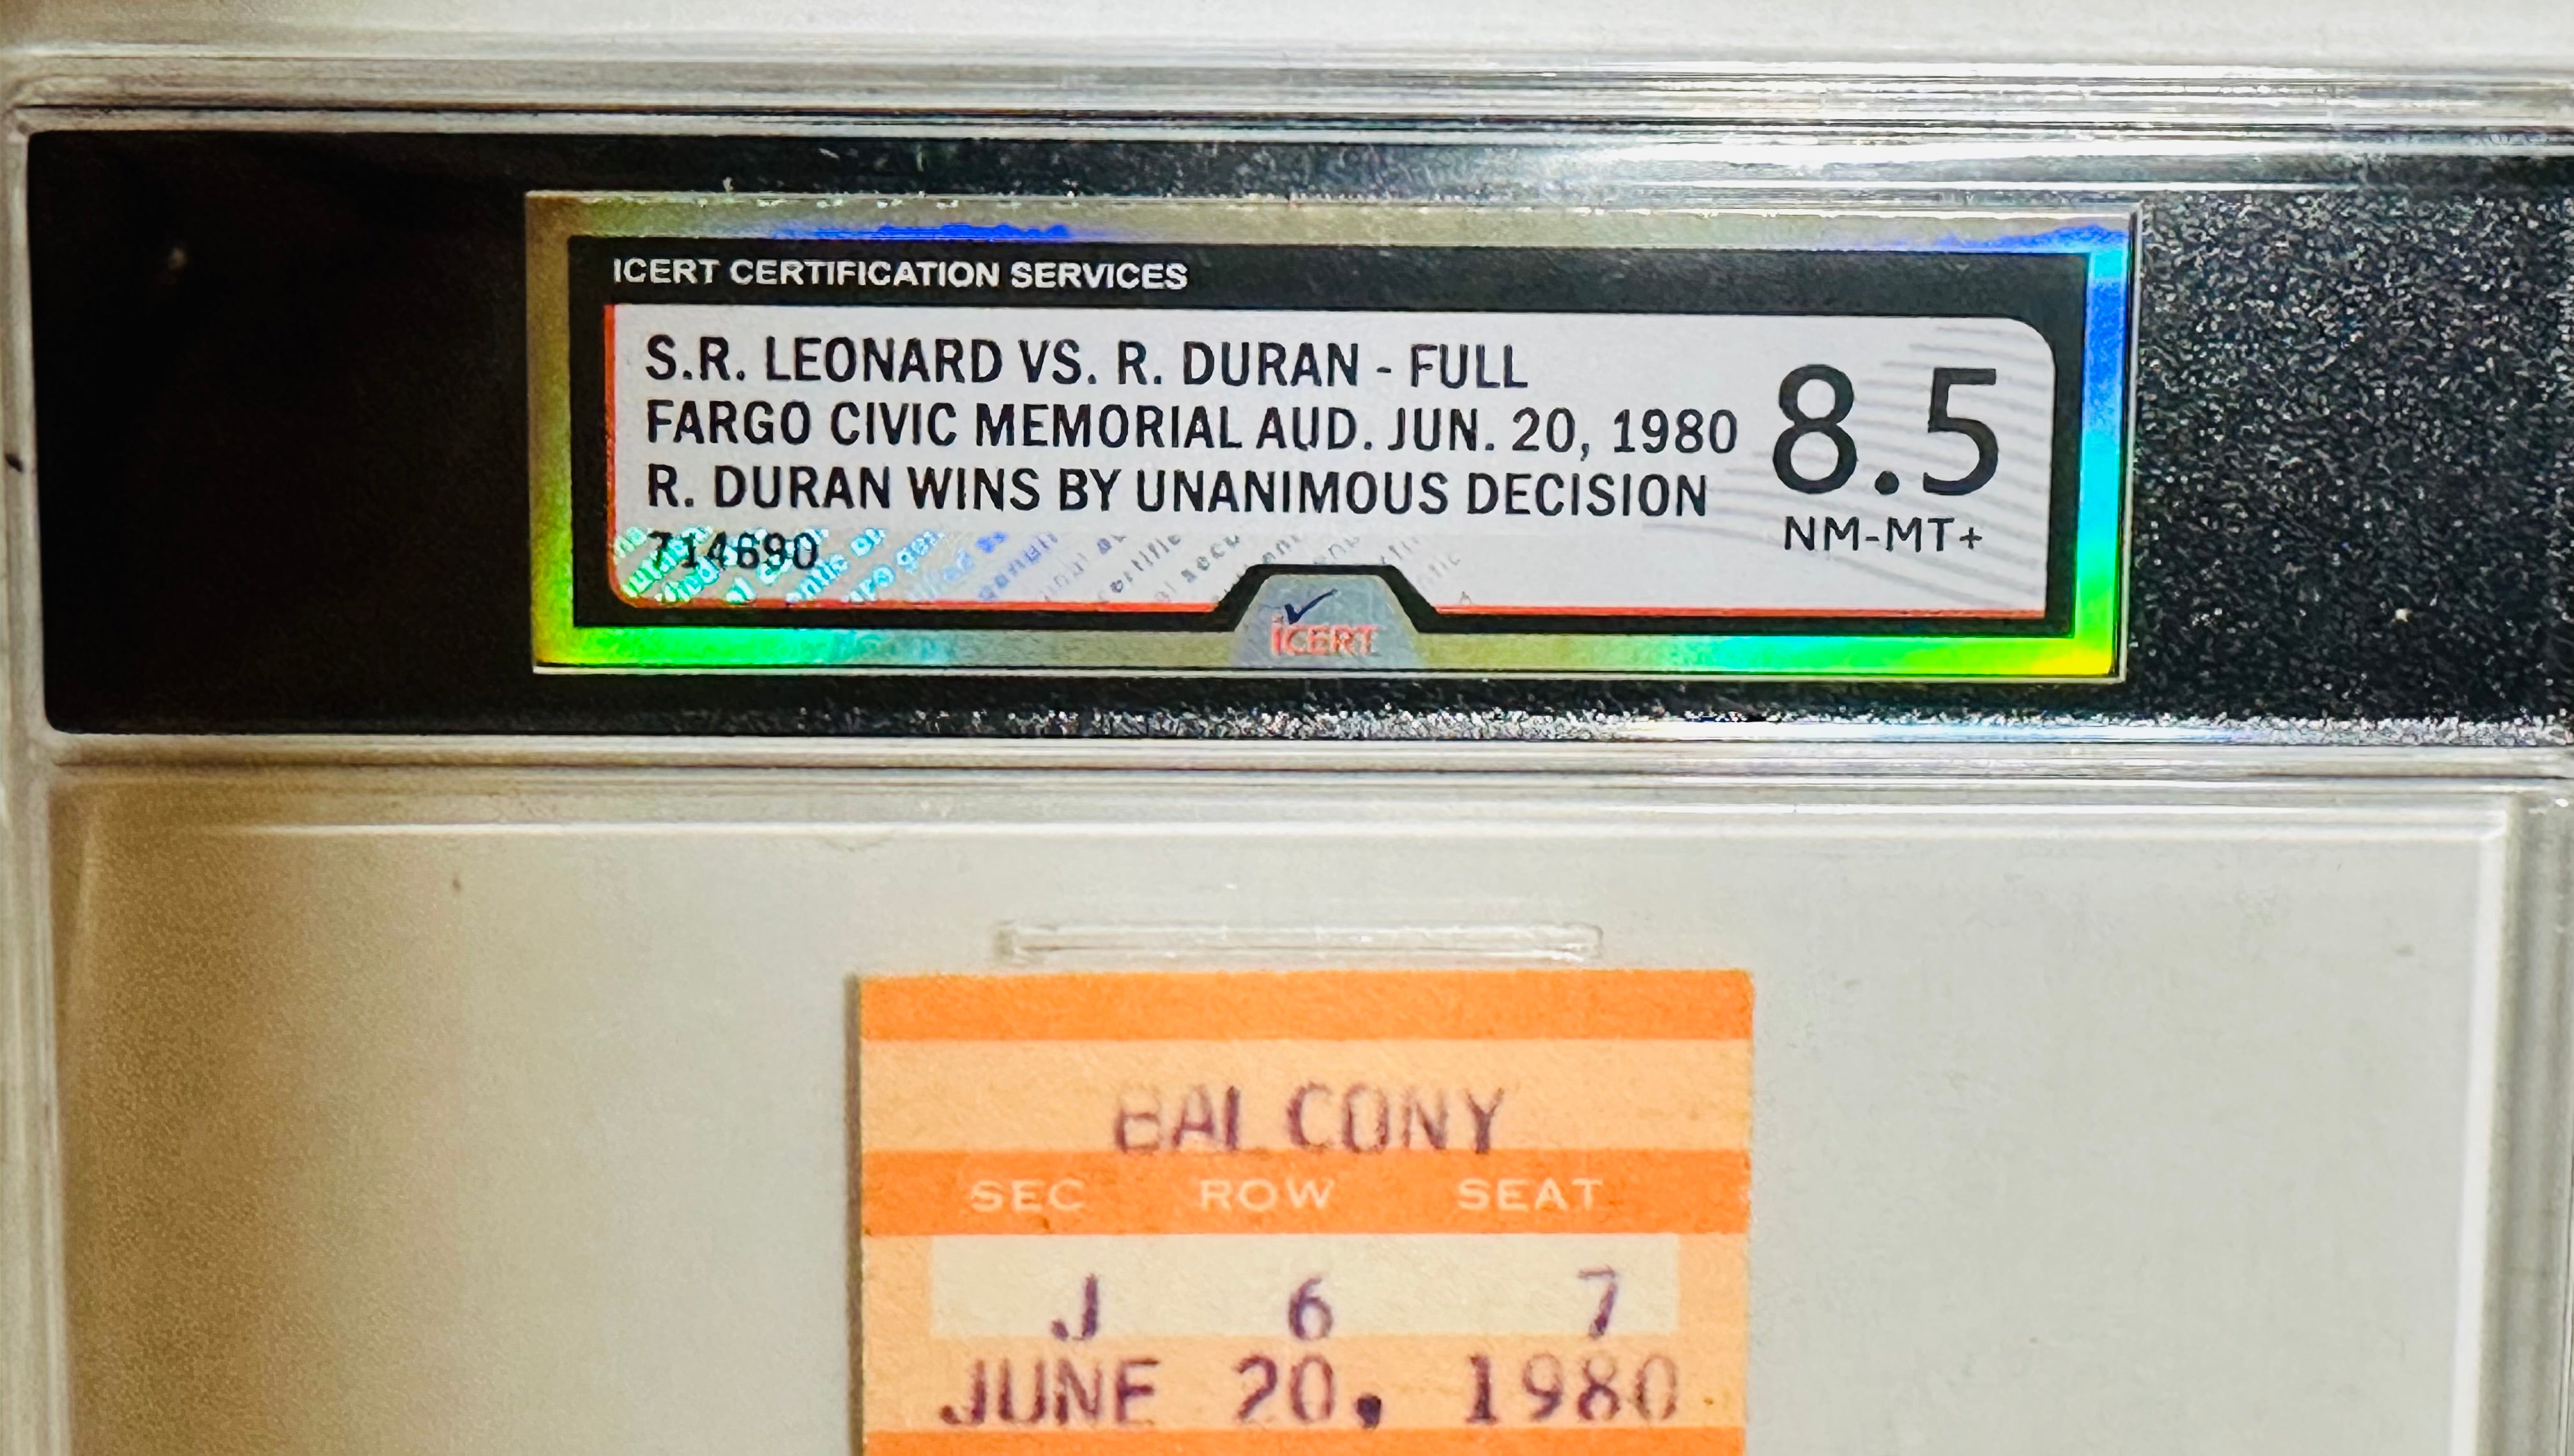 ICERT CERTIFICATION SERVICES
S.R. LEONARD VS. R. DURAN - FULL
FARGO CIVIC MEMORIAL AUD. JUN. 20, 1980
R. DURAN WINS BY UNANIMOUS DECISION
714690
8.5
NM-MT+
iCERT
BALCONY
SEC ROW SEAT
J 6 7
JUNE 20, 1980